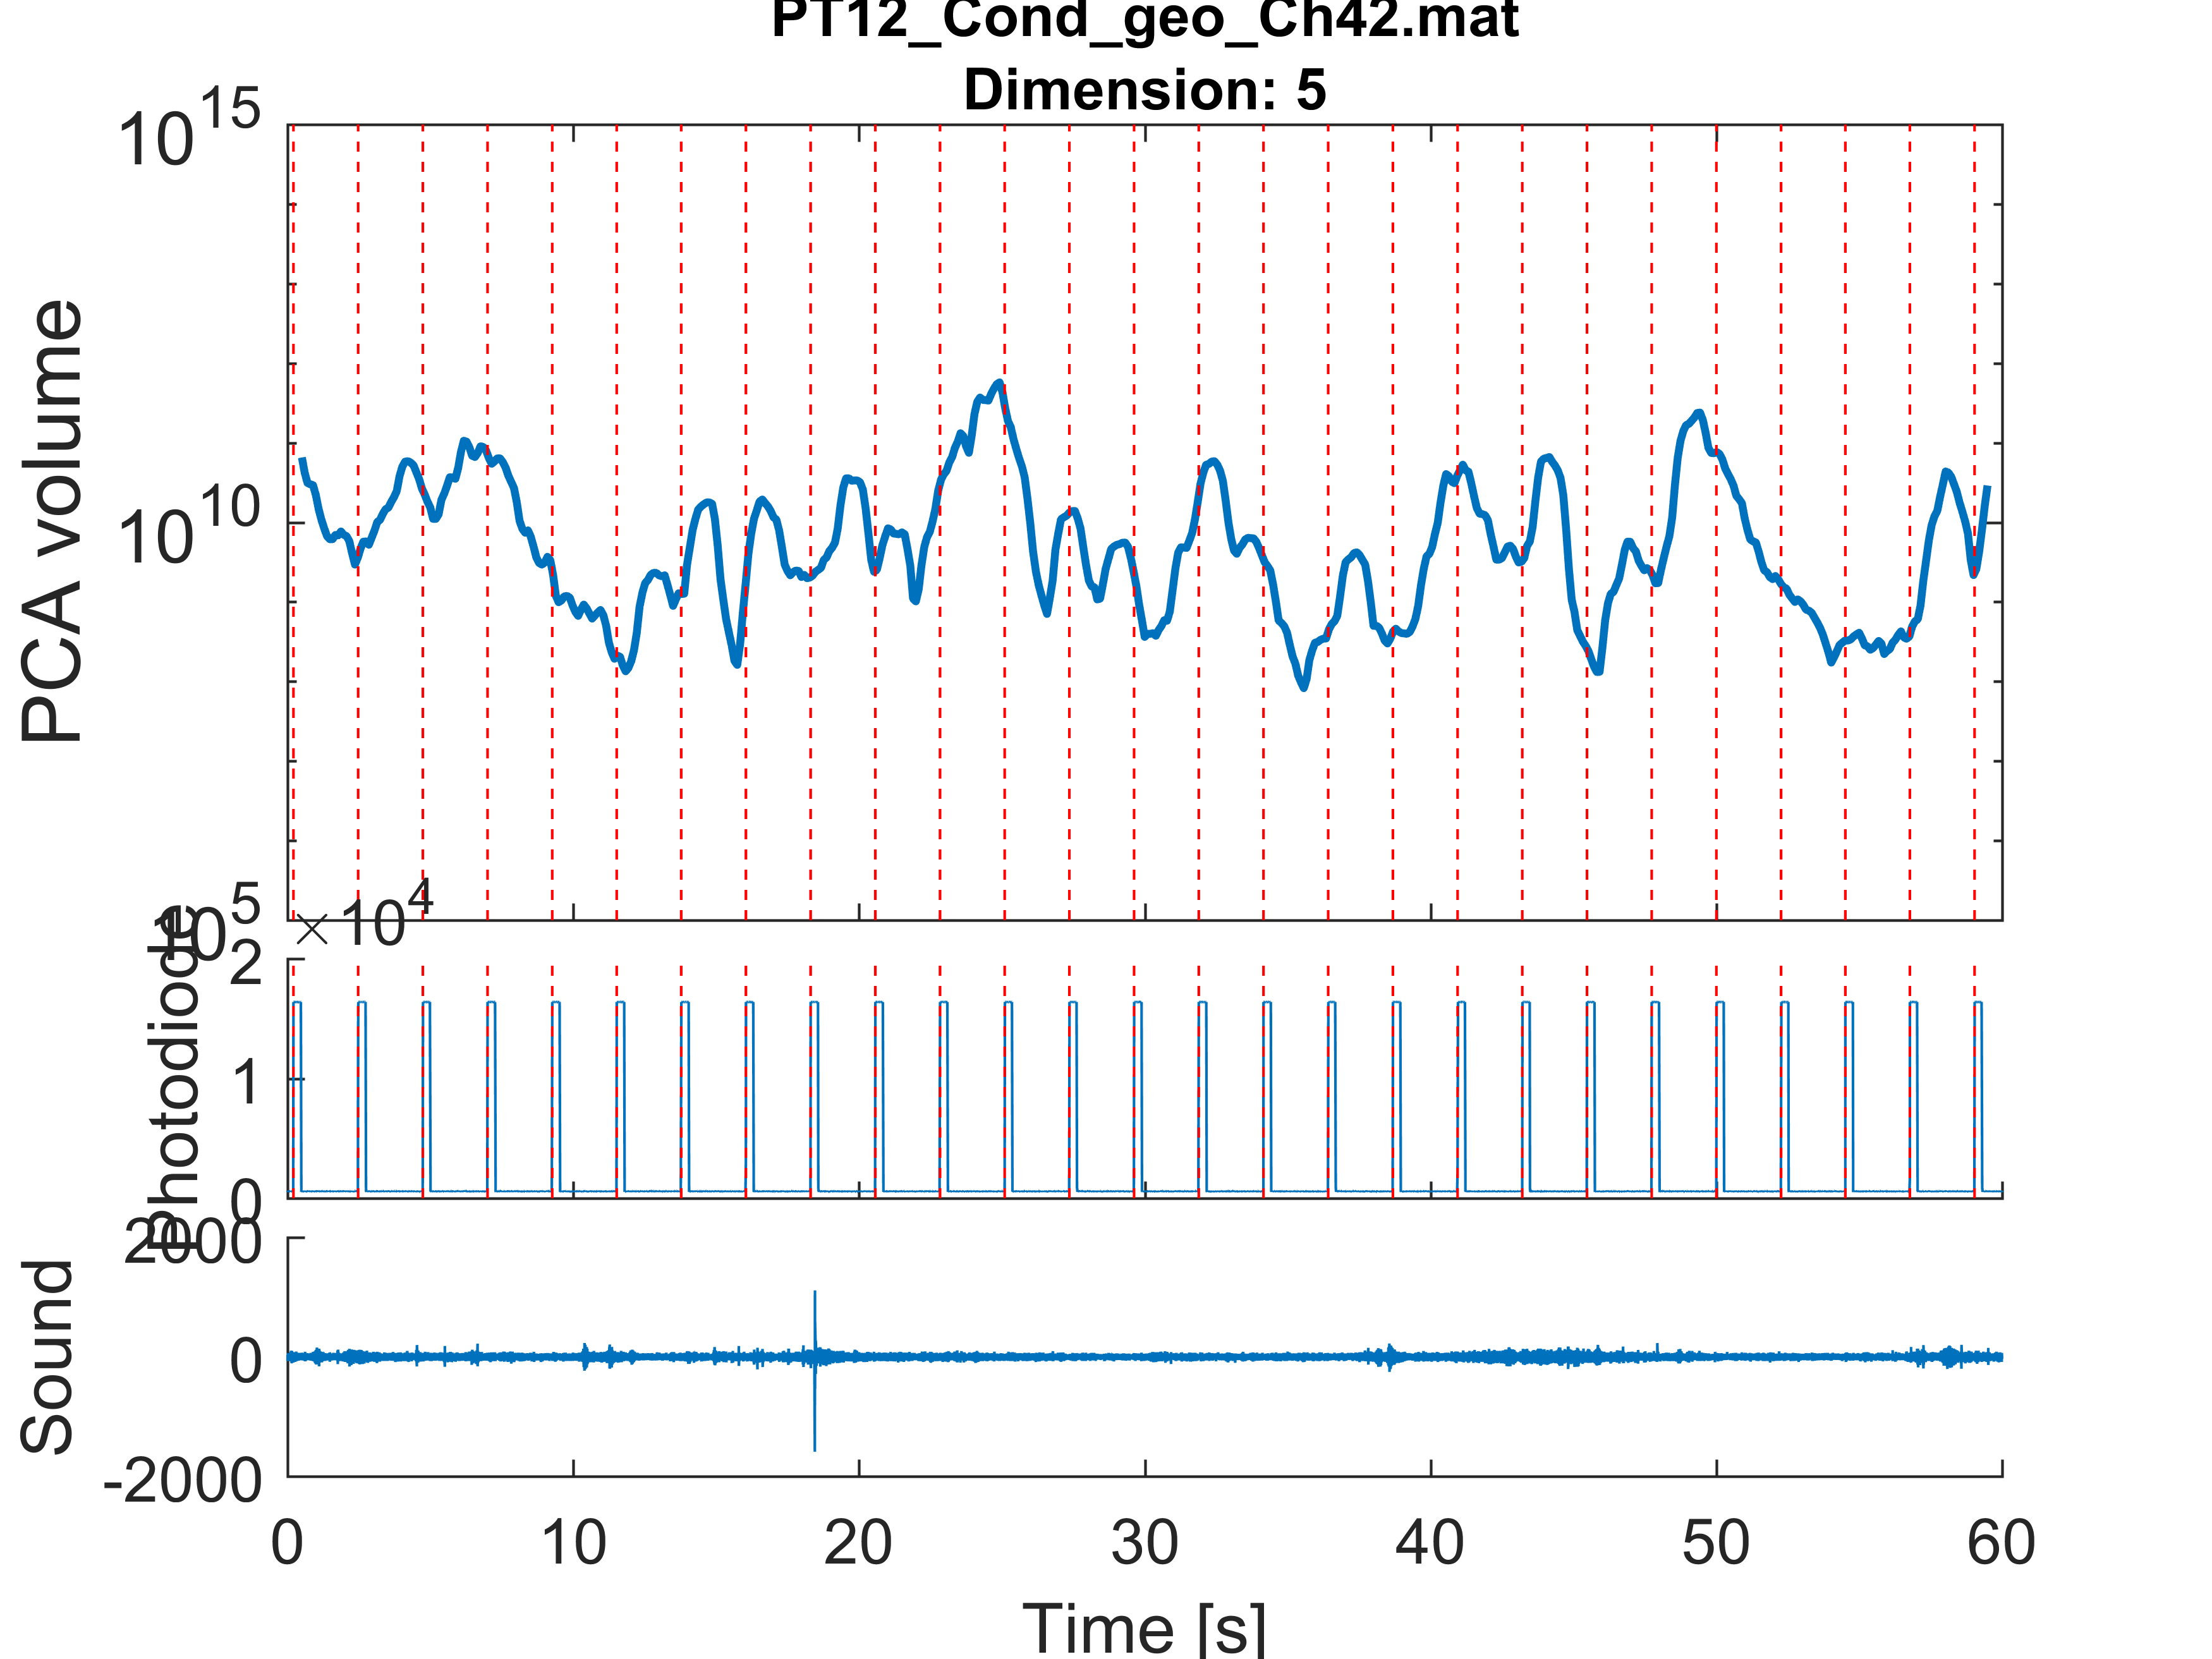 PT12_Cond_geo_Ch42.mat
Dimension: 5
PCA volume
10^15
10^10
10^5
×10^4
Photodiode
2
1
0
Sound
2000
0
-2000
0 10 20 30 40 50 60
Time [s]